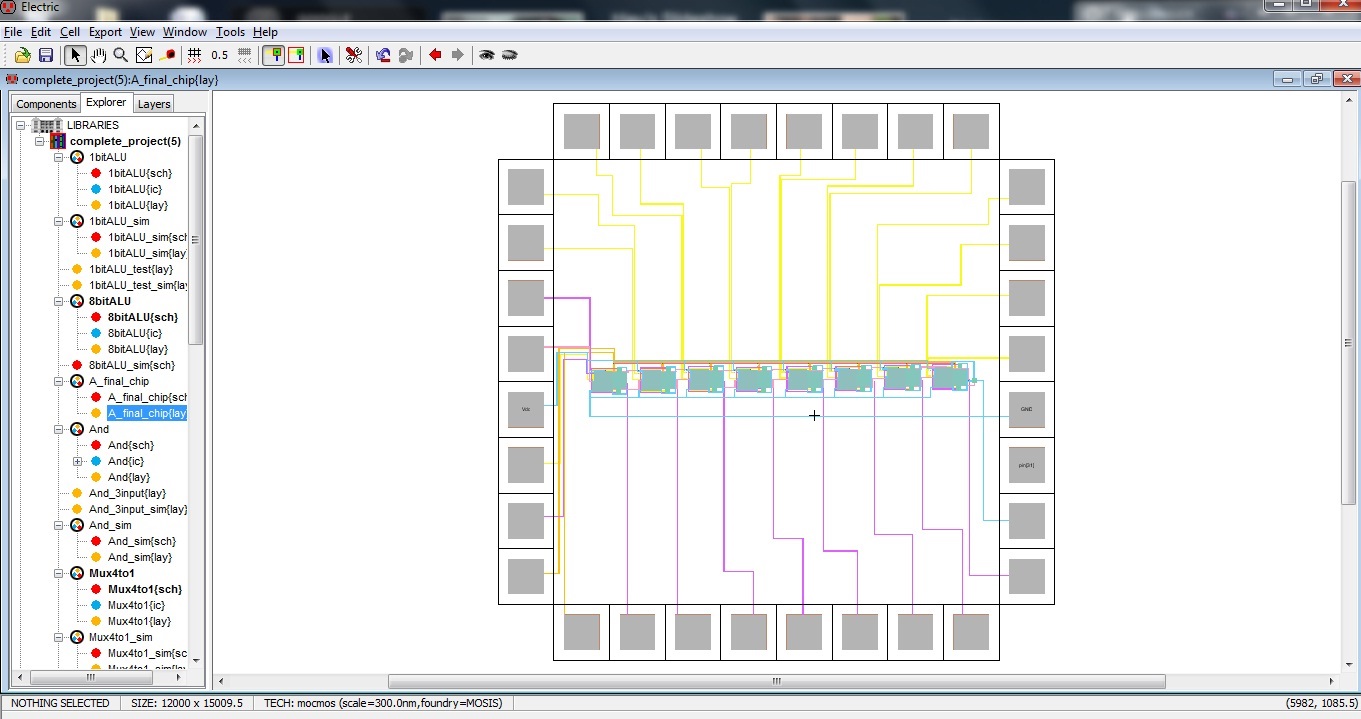 Electric
File Edit Cell Export View Window Tools Help
0.5
complete_project(5):A_final_chip{lay}
Components Explorer Layers
LIBRARIES
complete_project(5)
1bitALU
1bitALU{sch}
1bitALU{ic}
1bitALU{lay}
1bitALU_sim
1bitALU_sim{sch
1bitALU_sim{lay
1bitALU_test{lay}
1bitALU_test_sim{lay
8bitALU
8bitALU{sch}
8bitALU{ic}
8bitALU{lay}
8bitALU_sim{sch}
A_final_chip
A_final_chip{sch
A_final_chip{lay
And
And{sch}
And{ic}
And{lay}
And_3input{lay}
And_3input_sim{lay}
And_sim
And_sim{sch}
And_sim{lay}
Mux4to1
Mux4to1{sch}
Mux4to1{ic}
Mux4to1{lay}
Mux4to1_sim
Mux4to1_sim{sc
Mux4to1_sim{la
GND
NOTHING SELECTED SIZE: 12000 x 15009.5 TECH: mocmos (scale=300.0nm,foundry=MOSIS) (5982, 1085.5)